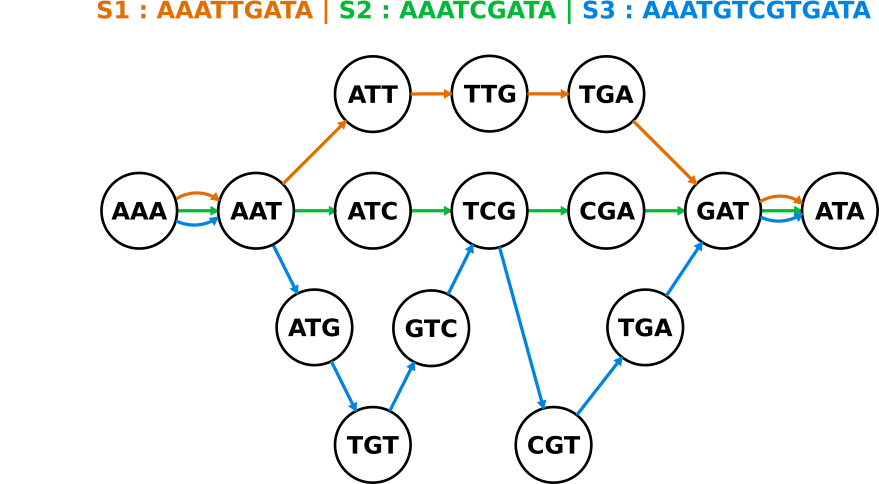 S1 : AAATTGATA | S2 : AAATCGATA | S3 : AAATGTCGTGATA
ATT TTG TGA
AAA AAT ATC TCG CGA GAT ATA
ATG GTC TGA
TGT CGT